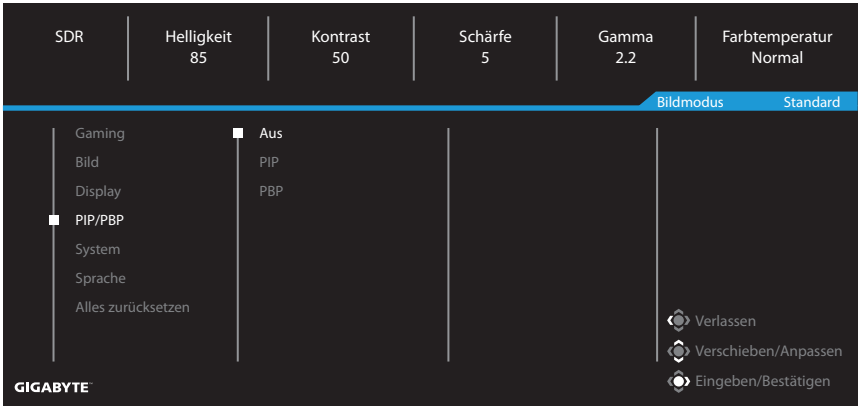 SDR
Helligkeit
85
Kontrast
50
Schärfe
5
Gamma
2.2
Farbtemperatur
Normal
Bildmodus Standard
Gaming
Bild
Display
PIP/PBP
System
Sprache
Alles zurücksetzen
Aus
PIP
PBP
Verlassen
Verschieben/Anpassen
Eingeben/Bestätigen
GIGABYTE™